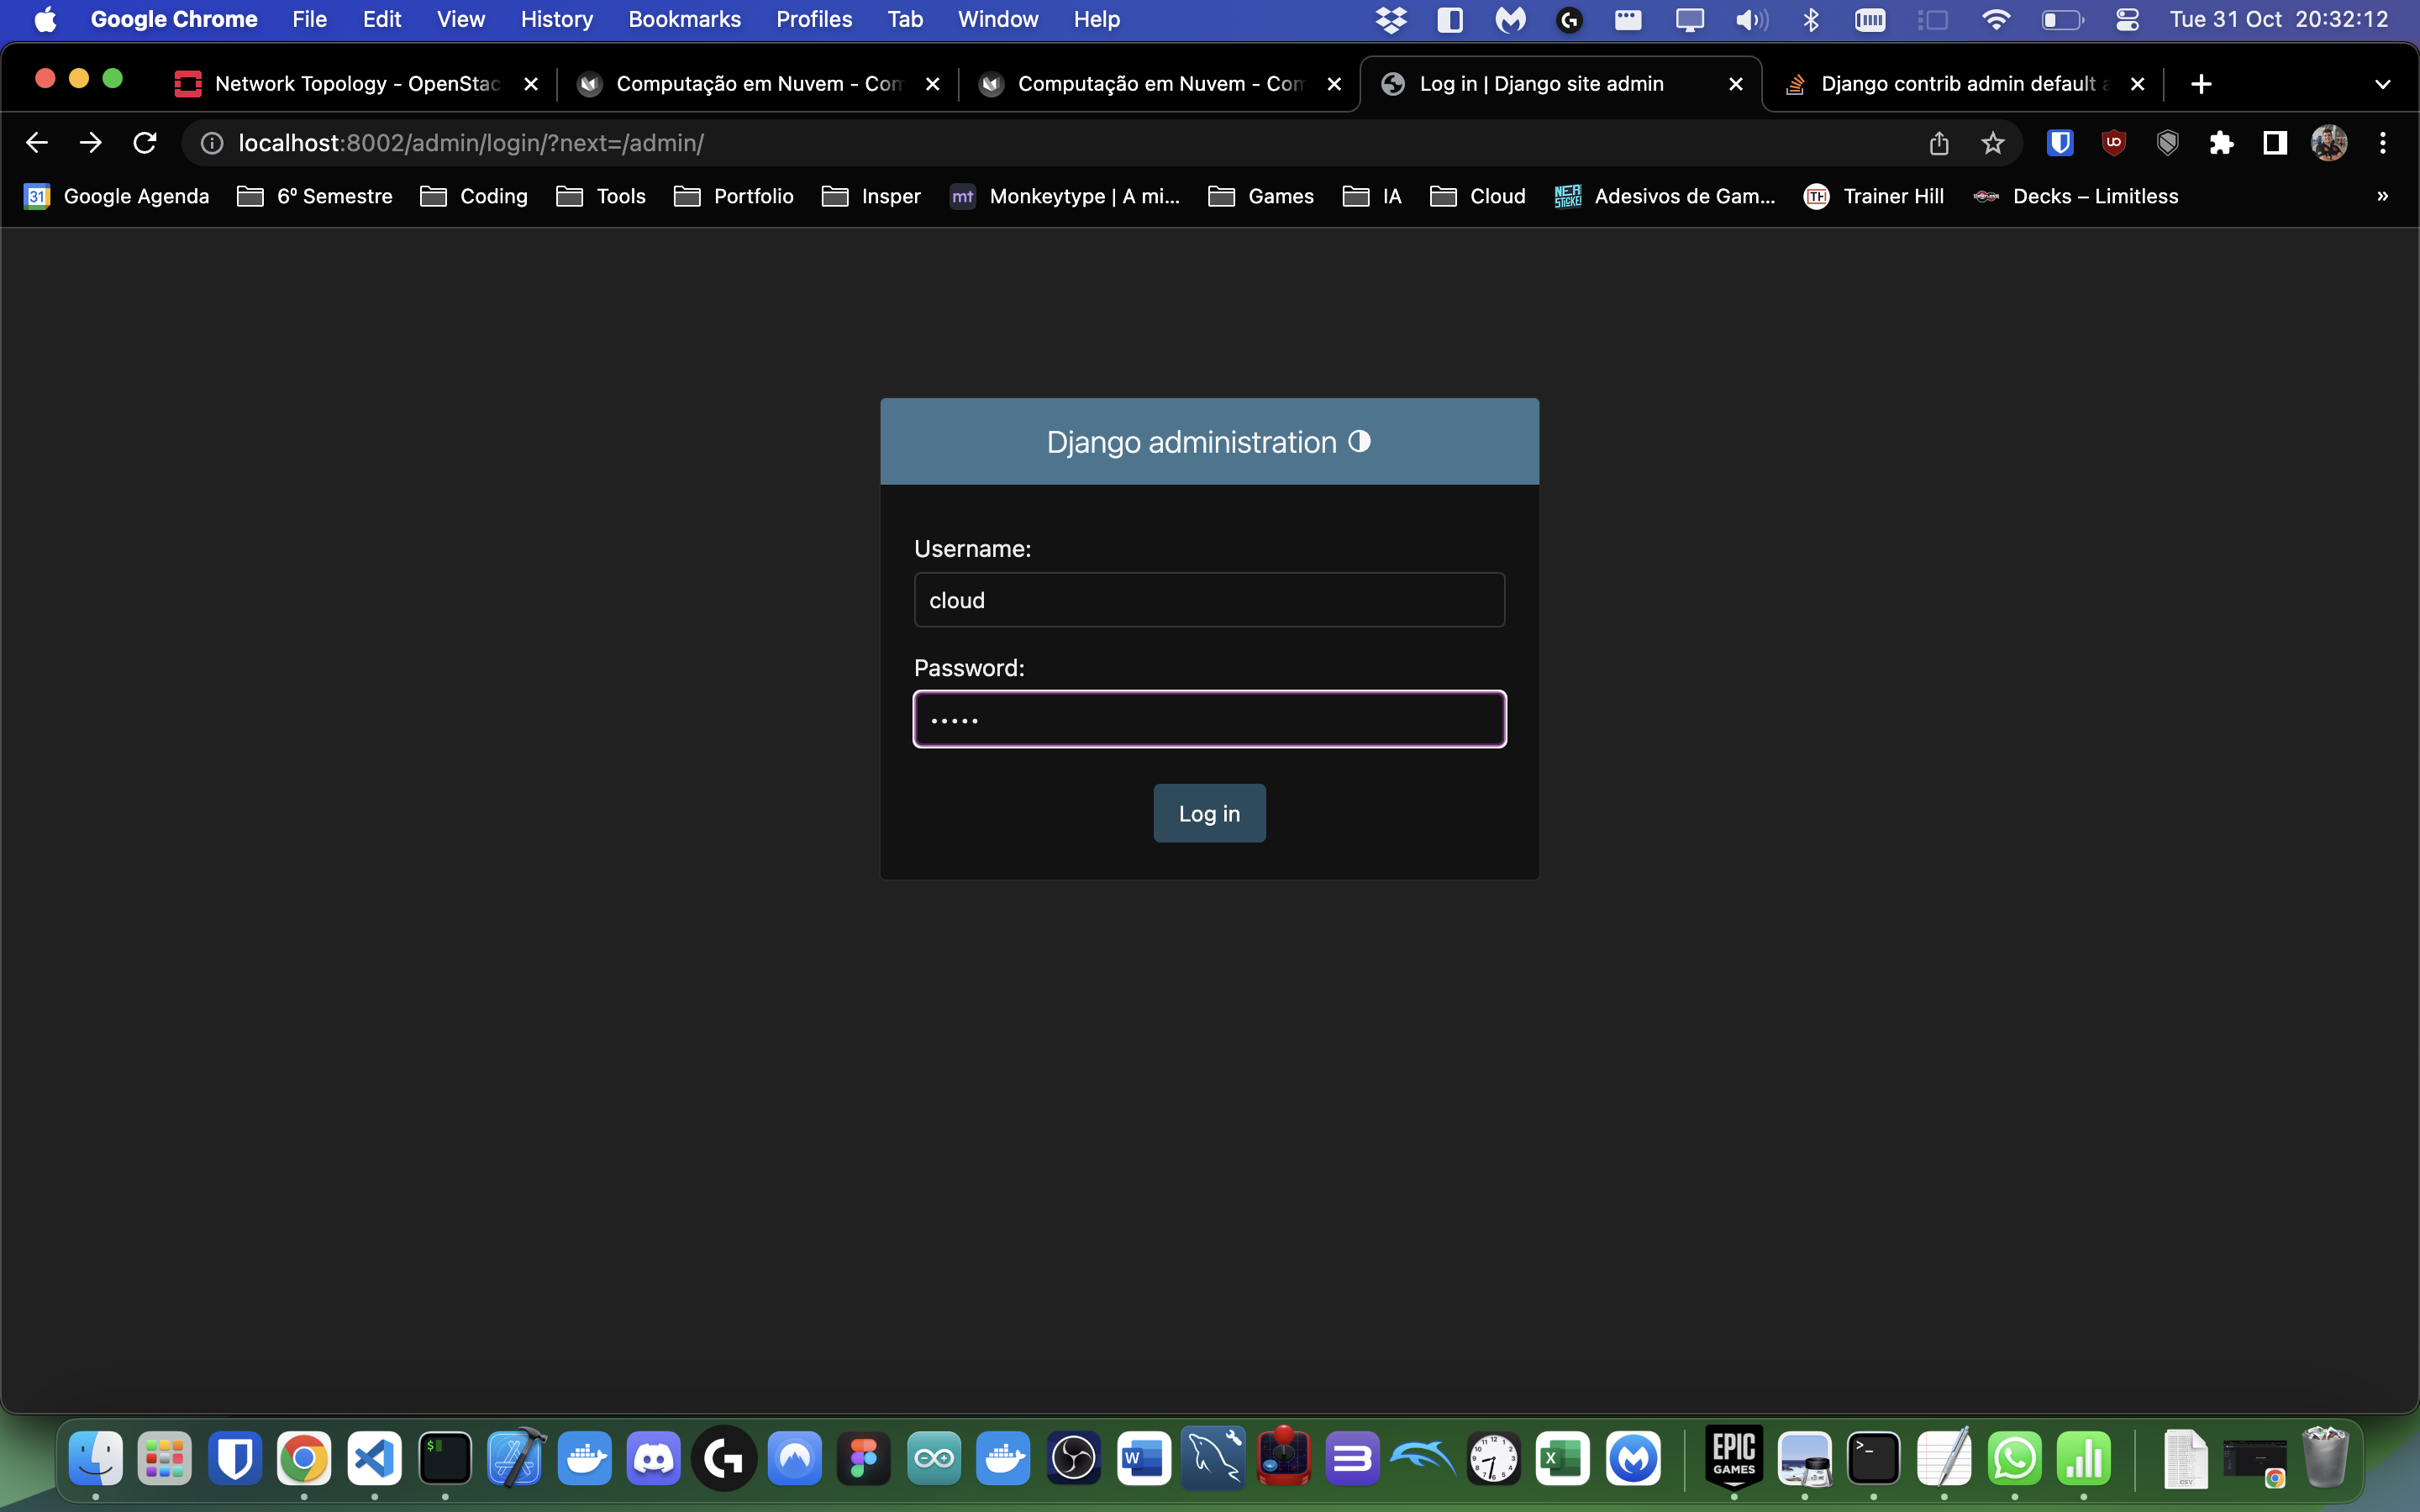 Google Chrome File Edit View History Bookmarks Profiles Tab Window Help Tue 31 Oct 20:32:12
Network Topology - OpenStac Computação em Nuvem - Com Computação em Nuvem - Com Log in | Django site admin Django contrib admin default a
localhost:8002/admin/login/?next=/admin/
31 Google Agenda 6º Semestre Coding Tools Portfolio Insper mt Monkeytype | A mi... Games IA Cloud Adesivos de Gam... TH Trainer Hill Decks – Limitless »
Django administration
Username:
cloud
Password:
•••••
Log in
EPIC
GAMES
CSV